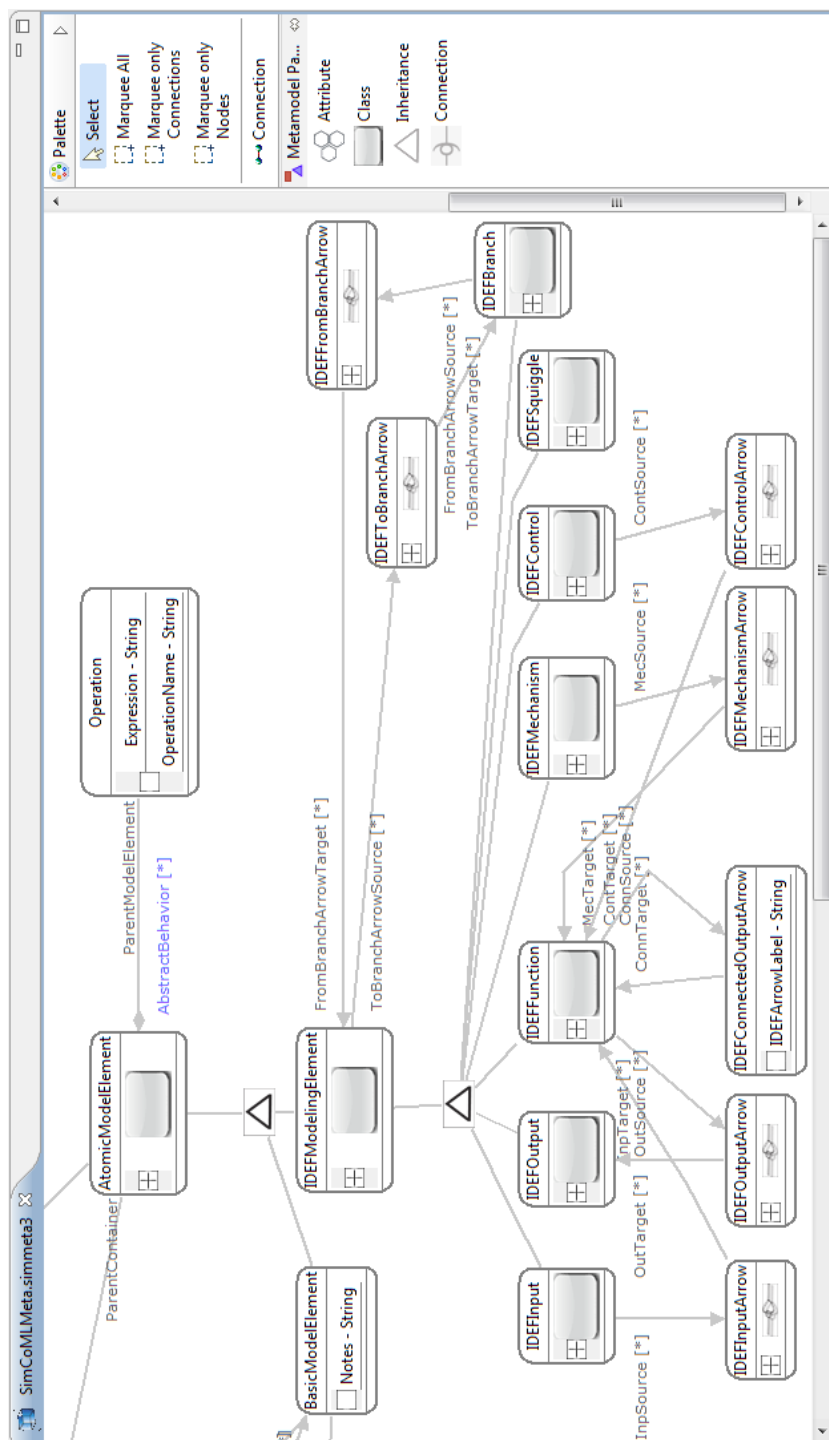 SimCoMLMeta.simmeta3
Palette
Select
Marquee All
Marquee only
Connections
Marquee only
Nodes
Connection
Metamodel Pa...
Attribute
Class
Inheritance
Connection
ParentContainer
AtomicModelElement
ParentModelElement
AbstractBehavior [*]
Operation
Expression - String
OperationName - String
BasicModelElement
Notes - String
IDEFModelingElement
FromBranchArrowTarget [*]
ToBranchArrowSource [*]
IDEFFromBranchArrow
IDEFToBranchArrow
FromBranchArrowSource [*]
ToBranchArrowTarget [*]
IDEFBranch
IDEFInput
IDEFOutput
IDEFFunction
IDEFMechanism
IDEFControl
IDEFSquiggle
InpSource [*]
OutTarget [*]
InpTarget [*]
OutSource [*]
MecTarget [*]
ContTarget [*]
ConnSource [*]
ConnTarget [*]
MecSource [*]
ContSource [*]
IDEFInputArrow
IDEFOutputArrow
IDEFConnectedOutputArrow
IDEFArrowLabel - String
IDEFMechanismArrow
IDEFControlArrow